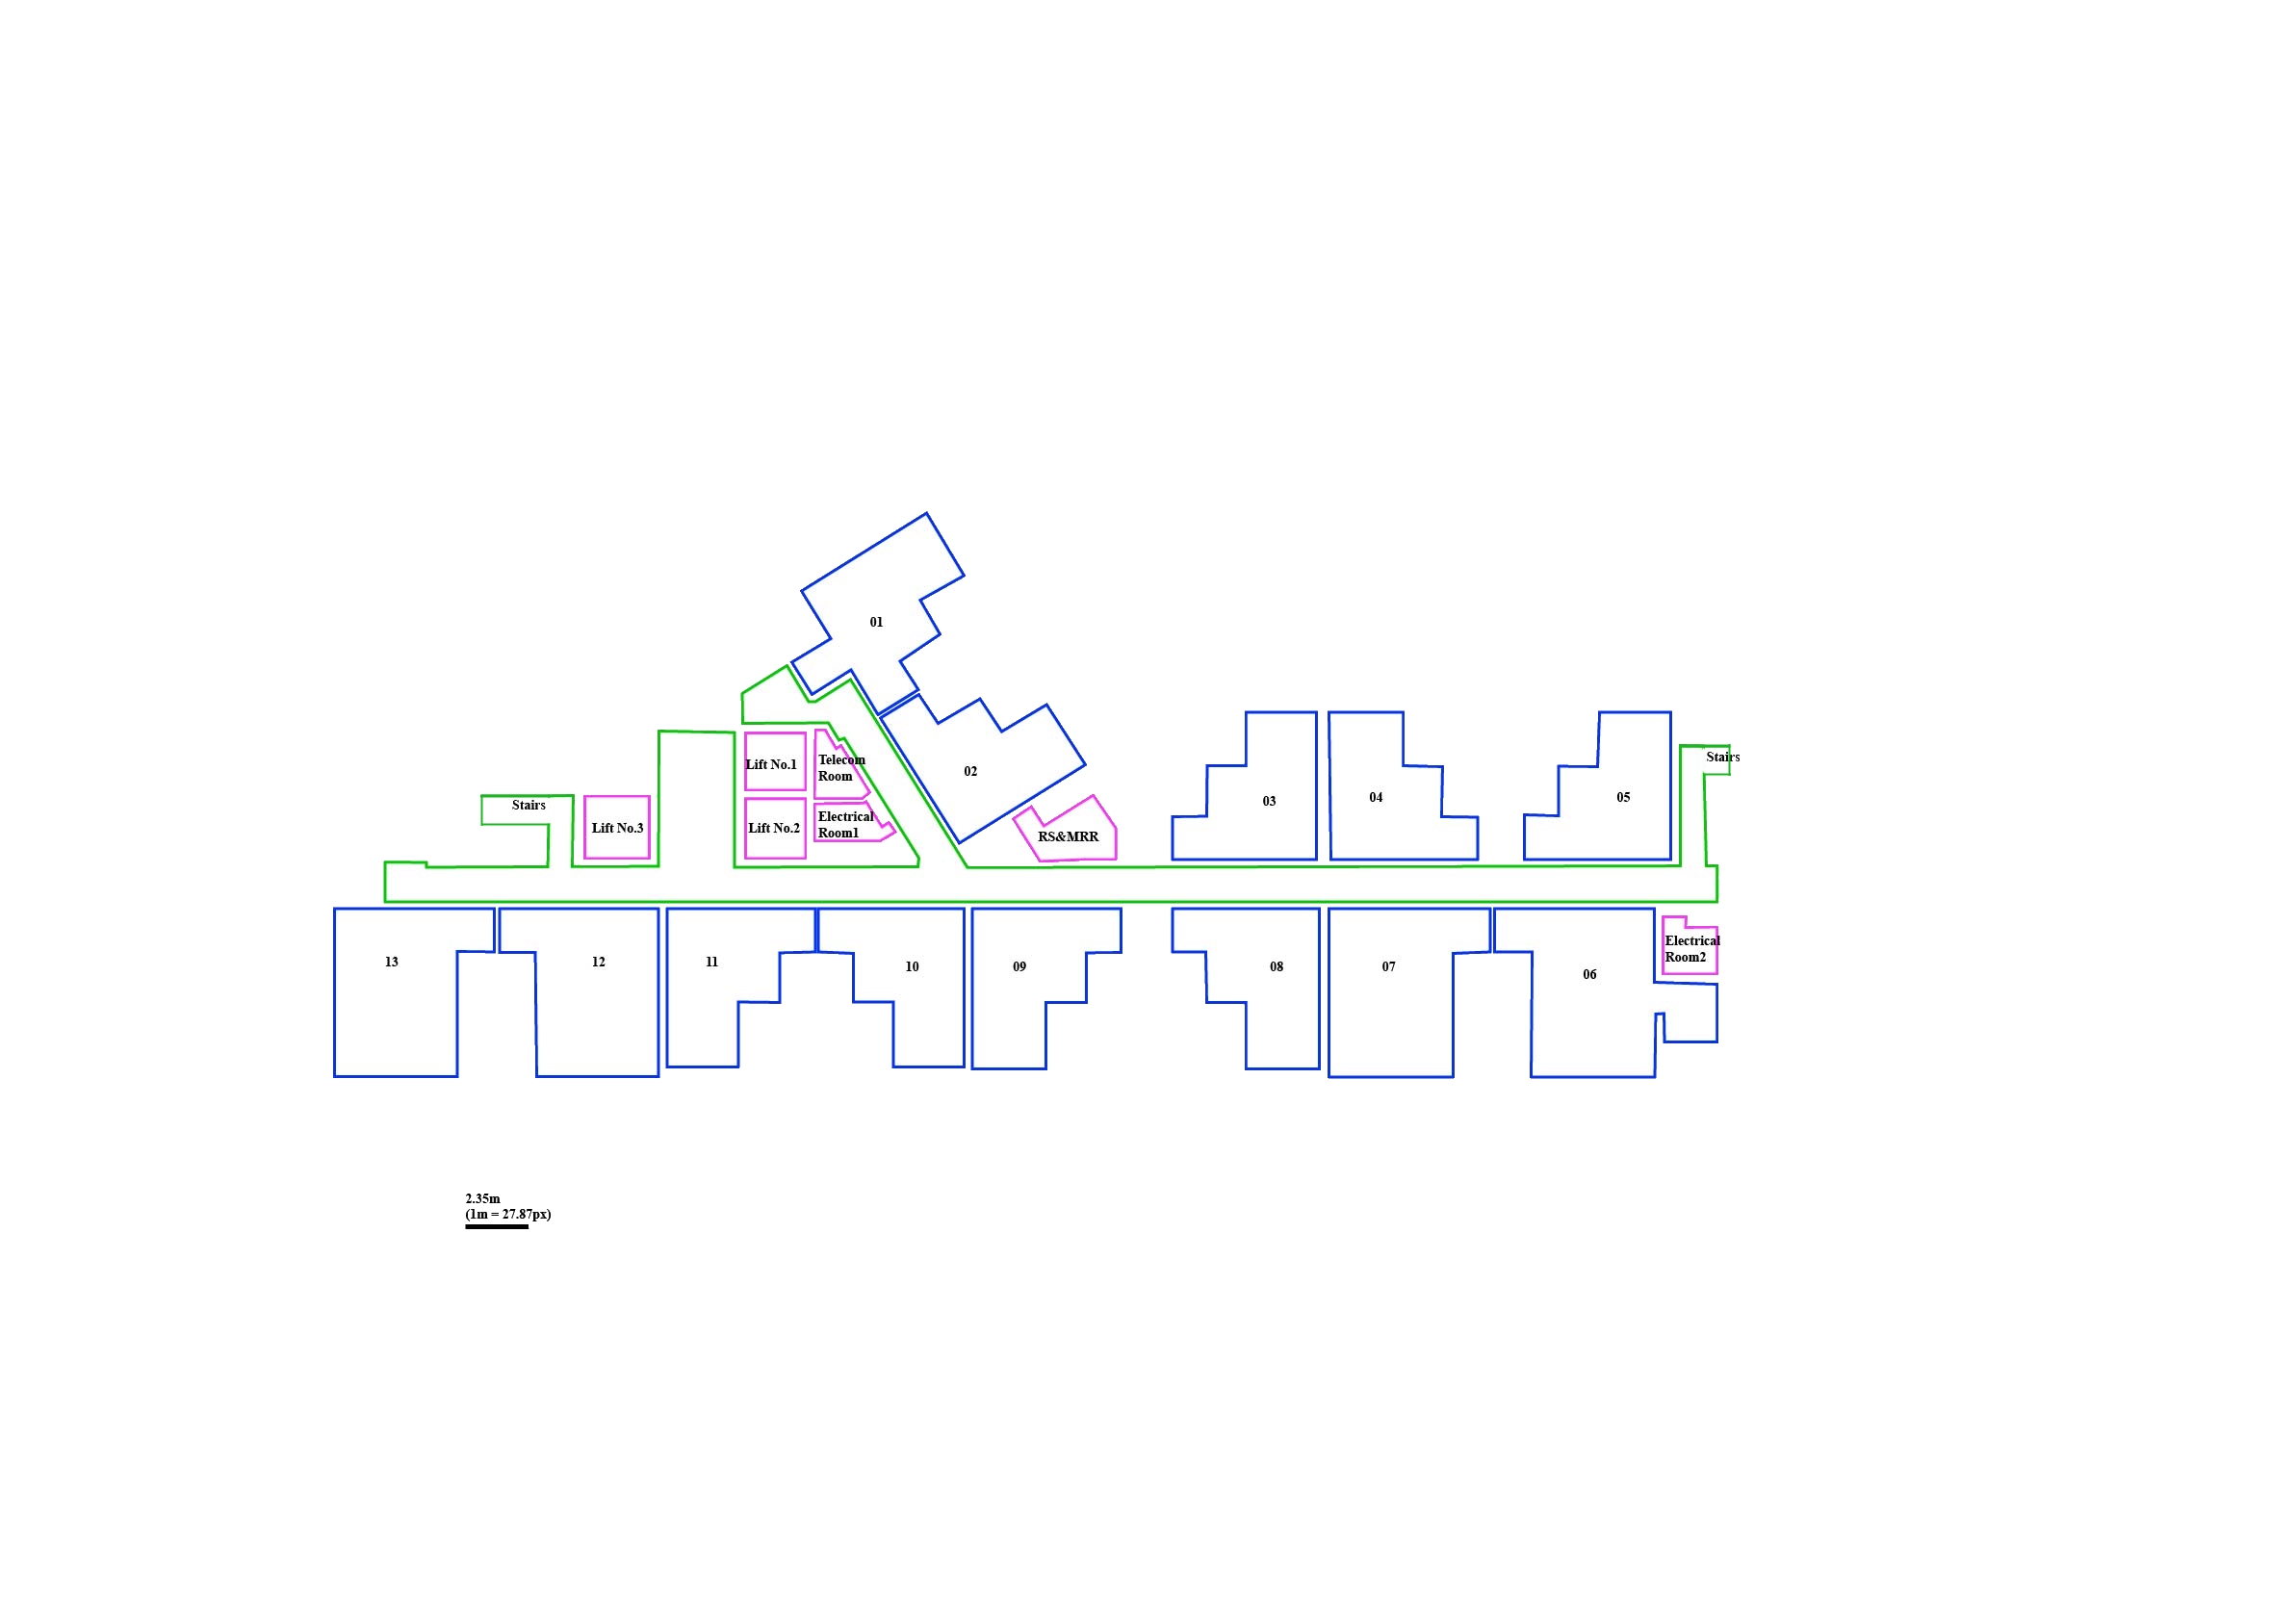 01
02
03
04
05
Stairs
Lift No.1
Telecom
Room
Stairs
Lift No.3
Lift No.2
Electrical
Room1
RS&MRR
13
12
11
10
09
08
07
06
Electrical
Room2
2.35m
(1m = 27.87px)